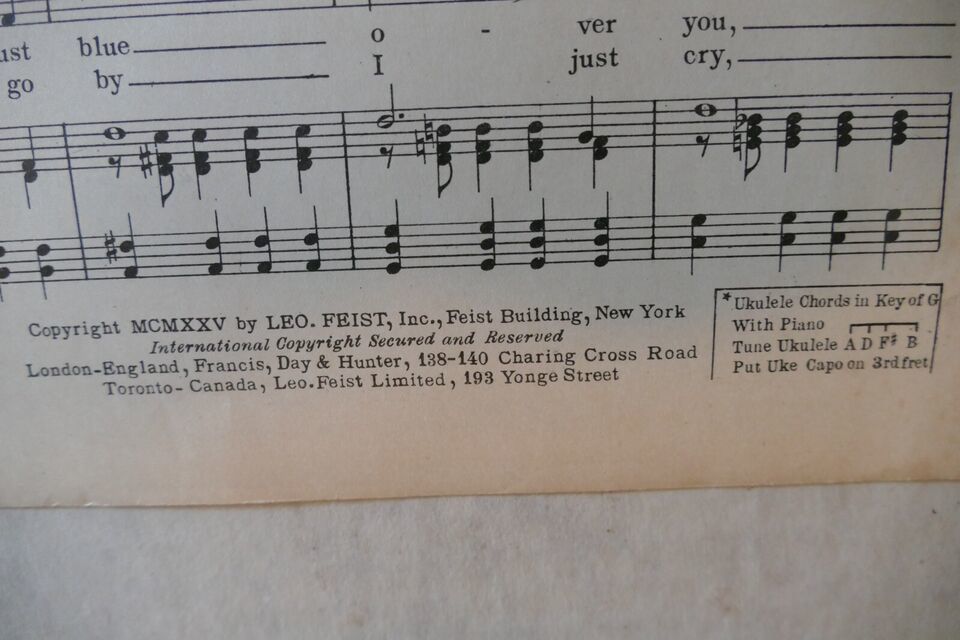 ust blue o - ver you,
go by I just cry,
Copyright MCMXXV by LEO. FEIST, Inc., Feist Building, New York
International Copyright Secured and Reserved
London-England, Francis, Day & Hunter, 138-140 Charing Cross Road
Toronto-Canada, Leo. Feist Limited, 193 Yonge Street
*Ukulele Chords in Key of G
With Piano
Tune Ukulele A D F♯ B
Put Uke Capo on 3rd fret